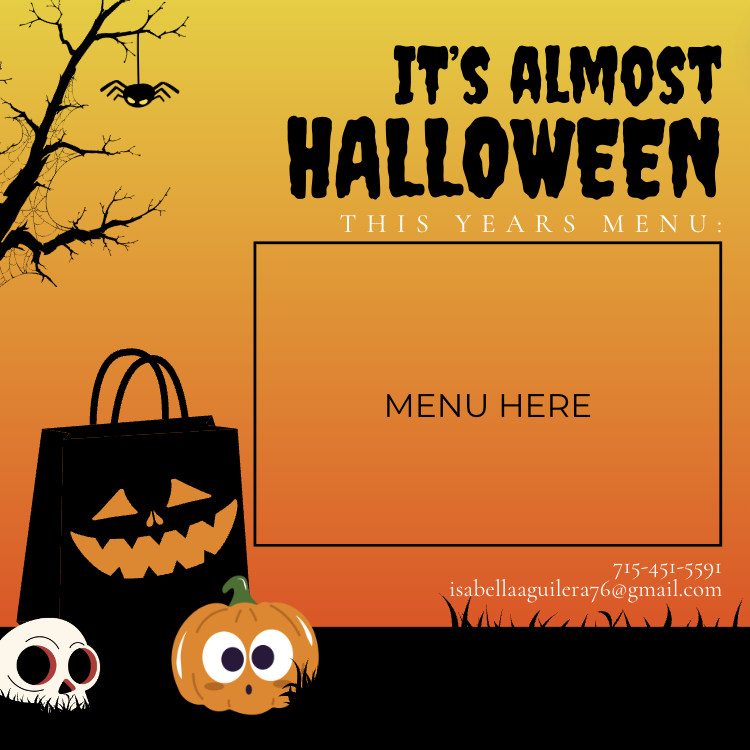 IT'S ALMOST
HALLOWEEN
THIS YEARS MENU:
MENU HERE
715-451-5591
isabellaaguilera76@gmail.com